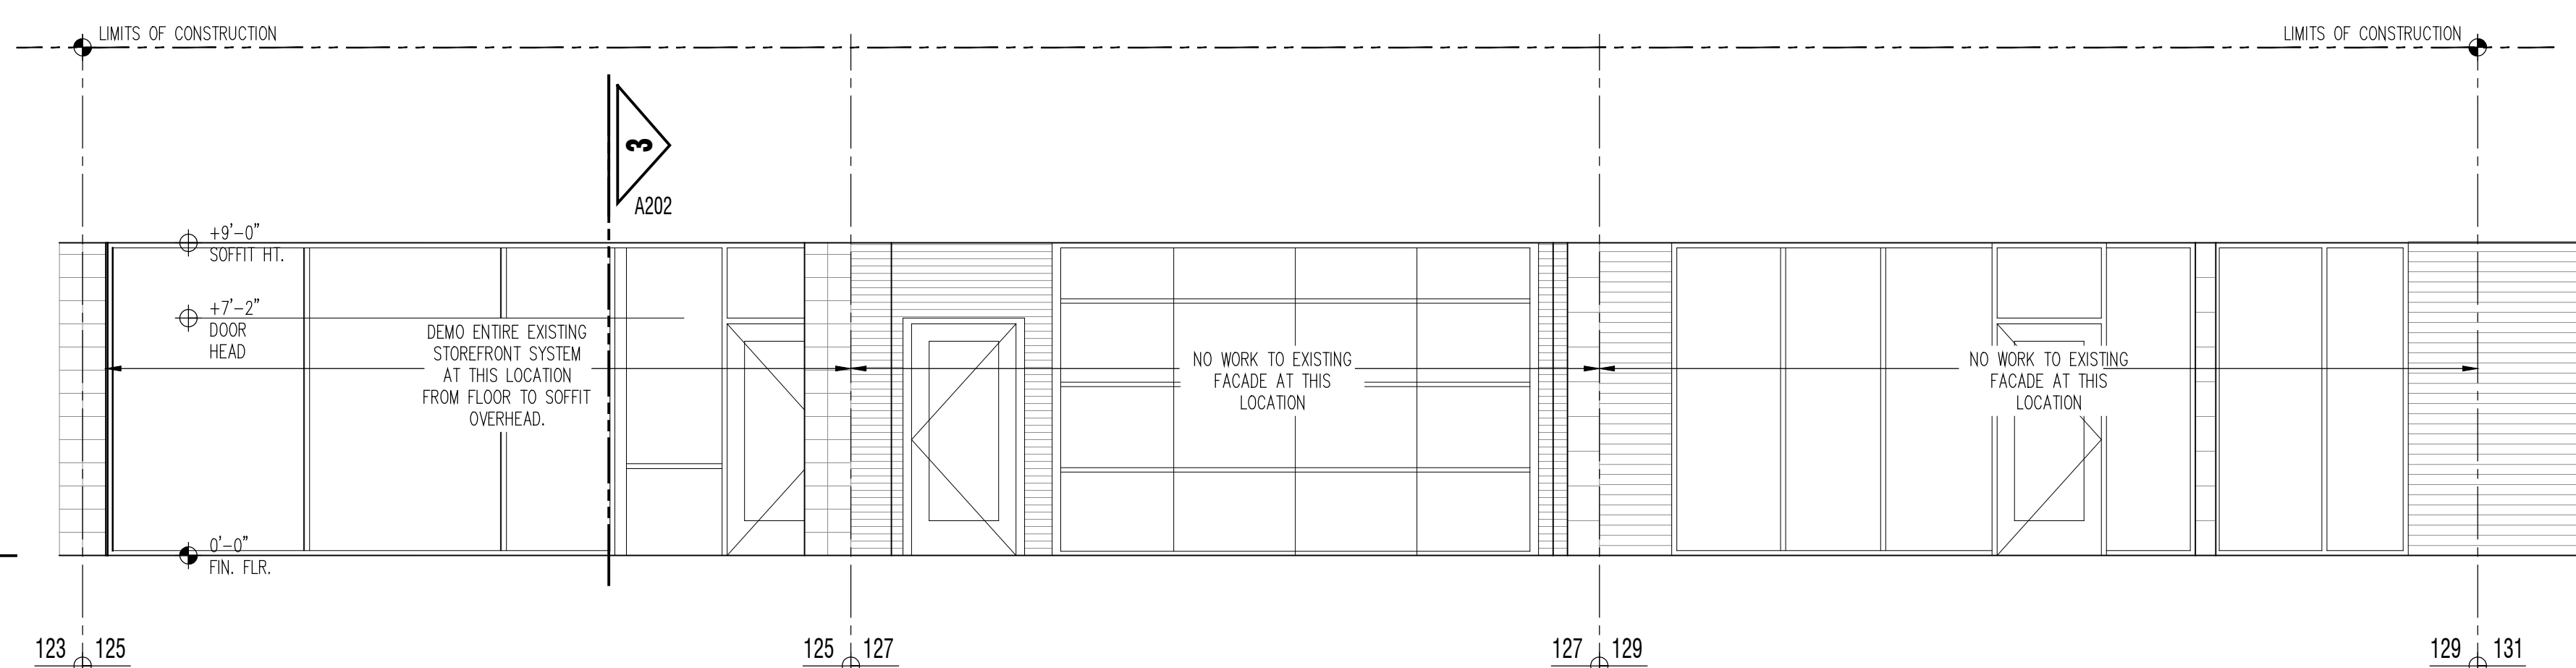 LIMITS OF CONSTRUCTION
LIMITS OF CONSTRUCTION
3
A202
+9'-0"
SOFFIT HT.
+7'-2"
DOOR
HEAD
DEMO ENTIRE EXISTING
STOREFRONT SYSTEM
AT THIS LOCATION
FROM FLOOR TO SOFFIT
OVERHEAD.
NO WORK TO EXISTING
FACADE AT THIS
LOCATION
NO WORK TO EXISTING
FACADE AT THIS
LOCATION
0'-0"
FIN. FLR.
123 125
125 127
127 129
129 131